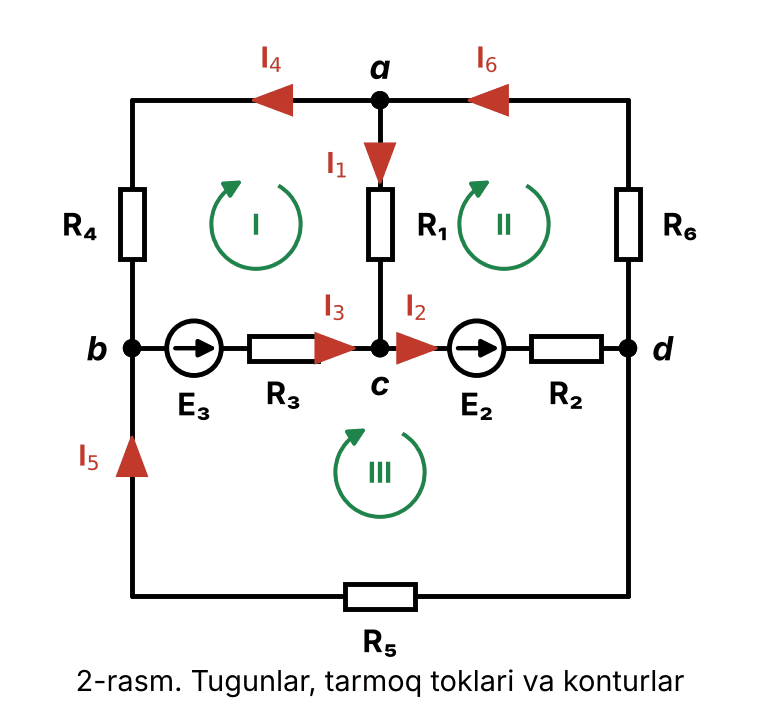 I₄
a
I₆
I₁
R₄
I
R₁
II
R₆
I₃
I₂
b
c
d
E₃
R₃
E₂
R₂
I₅
III
R₅
2-rasm. Tugunlar, tarmoq toklari va konturlar